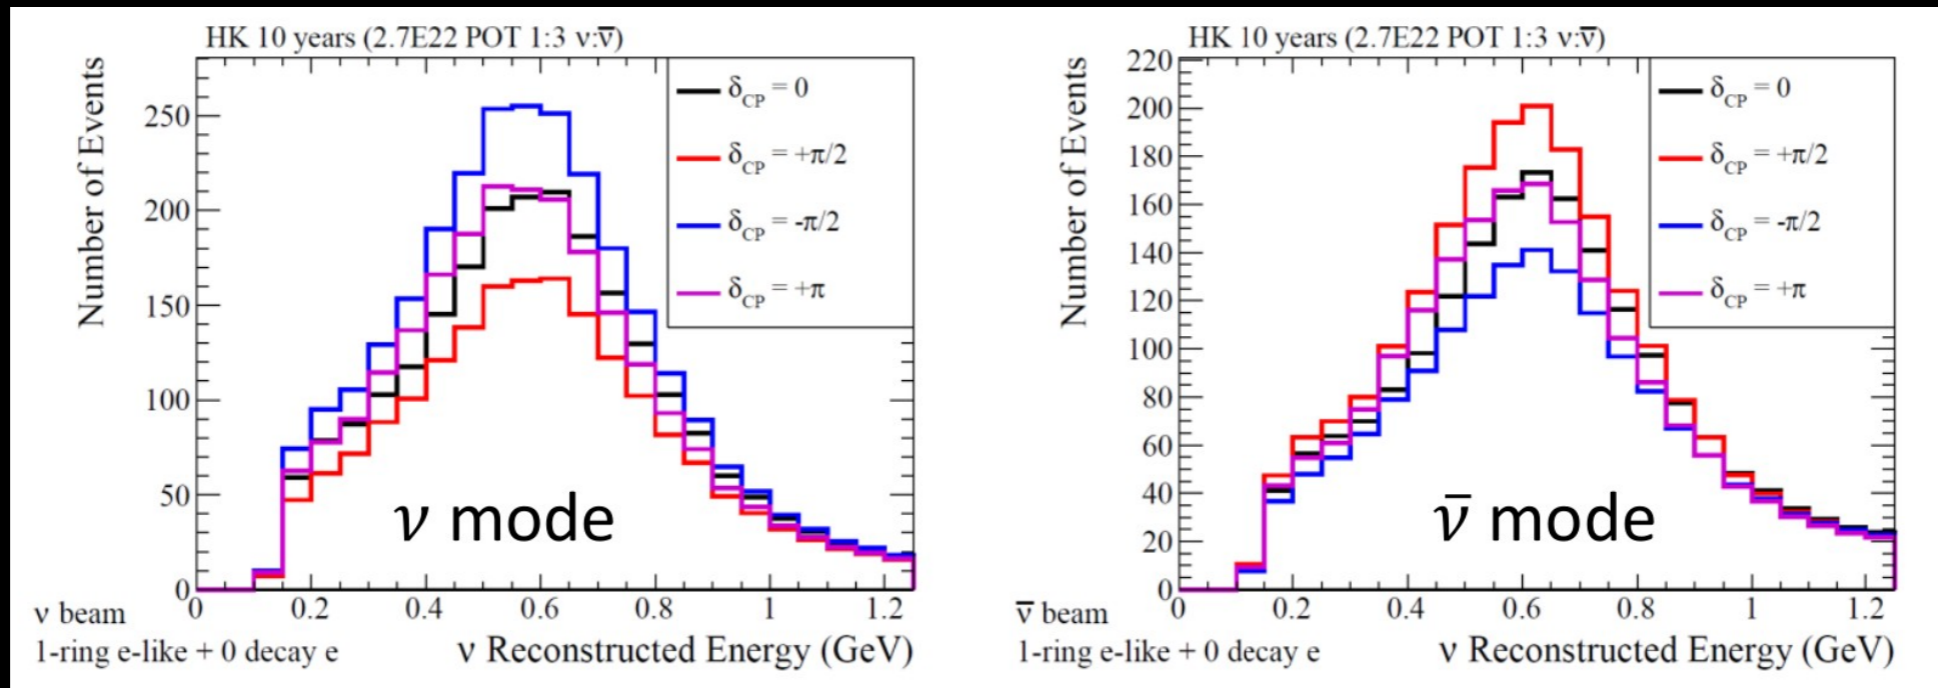 HK 10 years (2.7E22 POT 1:3 ν:ν̅)
Number of Events
250
200
150
100
50
0
δCP = 0
δCP = +π/2
δCP = -π/2
δCP = +π
ν mode
0 0.2 0.4 0.6 0.8 1 1.2
ν beam
1-ring e-like + 0 decay e
ν Reconstructed Energy (GeV)
HK 10 years (2.7E22 POT 1:3 ν:ν̅)
Number of Events
220
200
180
160
140
120
100
80
60
40
20
0
δCP = 0
δCP = +π/2
δCP = -π/2
δCP = +π
ν̅ mode
0 0.2 0.4 0.6 0.8 1 1.2
ν̅ beam
1-ring e-like + 0 decay e
ν Reconstructed Energy (GeV)